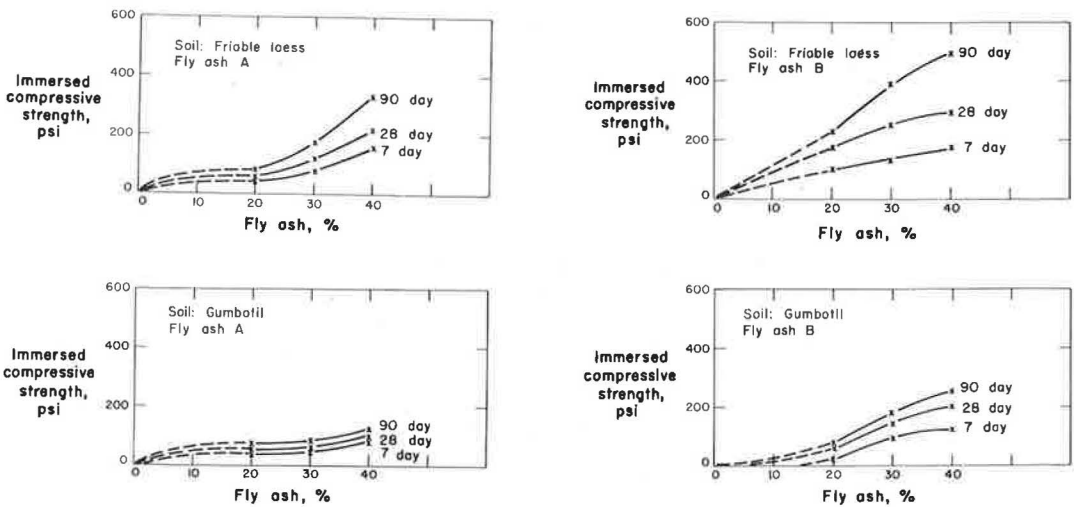 600
Soil: Friable loess
Fly ash A
400
Immersed
compressive
strength,
psi
200
0
90 day
28 day
7 day
0 10 20 30 40
Fly ash, %
600
Soil: Friable loess
Fly ash B
400
Immersed
compressive
strength,
psi
200
0
90 day
28 day
7 day
0 10 20 30 40
Fly ash, %
600
Soil: Gumbotil
Fly ash A
400
Immersed
compressive
strength,
psi
200
0
90 day
28 day
7 day
0 10 20 30 40
Fly ash, %
600
Soil: Gumbotil
Fly ash B
400
Immersed
compressive
strength,
psi
200
0
90 day
28 day
7 day
0 10 20 30 40
Fly ash, %